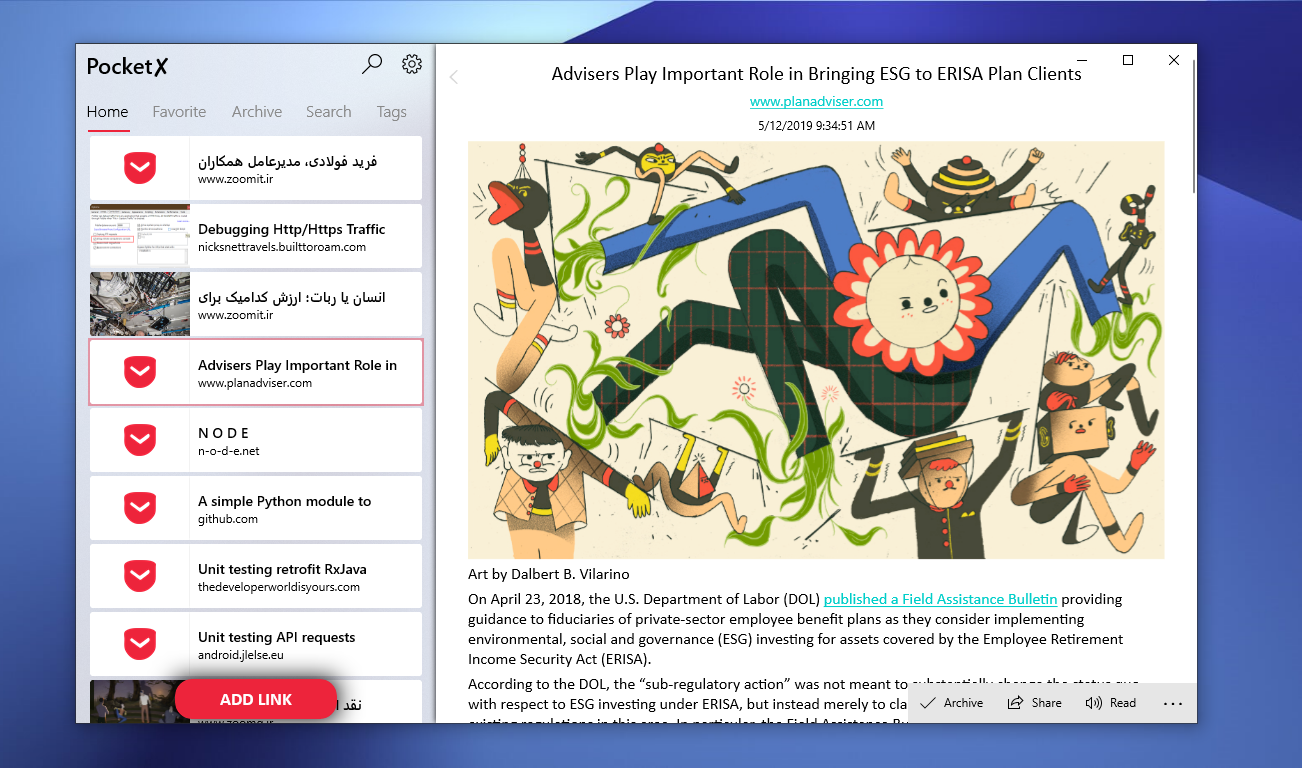 PocketX
Home Favorite Archive Search Tags
فرید فولادی، مدیرعامل همکاران
www.zoomit.ir
Debugging Http/Https Traffic
nicksnettravels.builttoroam.com
انسان یا ربات؛ ارزش کدامیک برای
www.zoomit.ir
Advisers Play Important Role in
www.planadviser.com
N O D E
n-o-d-e.net
A simple Python module to
github.com
Unit testing retrofit RxJava
thedeveloperworldisyours.com
Unit testing API requests
android.jlelse.eu
نقد
ADD LINK
Advisers Play Important Role in Bringing ESG to ERISA Plan Clients
www.planadviser.com
5/12/2019 9:34:51 AM
Art by Dalbert B. Vilarino
On April 23, 2018, the U.S. Department of Labor (DOL) published a Field Assistance Bulletin providing
guidance to fiduciaries of private-sector employee benefit plans as they consider implementing
environmental, social and governance (ESG) investing for assets covered by the Employee Retirement
Income Security Act (ERISA).
According to the DOL, the “sub-regulatory action” was not meant to substantially change the status quo
with respect to ESG investing under ERISA, but instead merely to cla
existing regulations in this area. In particular, the Field Assistance Bu
Archive Share Read